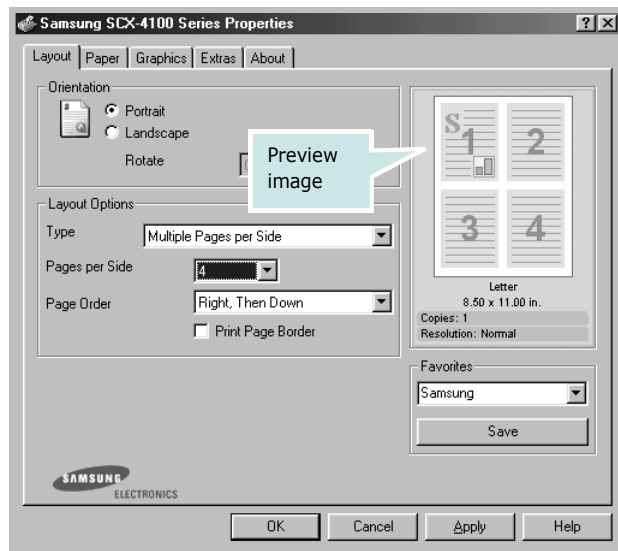 Samsung SCX-4100 Series Properties
Layout Paper Graphics Extras About
Orientation
Portrait
Landscape
Rotate
Preview
image
Layout Options
Type Multiple Pages per Side
Pages per Side 4
Page Order Right, Then Down
Print Page Border
S
1 2
3 4
Letter
8.50 x 11.00 in.
Copies: 1
Resolution: Normal
Favorites
Samsung
Save
SAMSUNG
ELECTRONICS
OK Cancel Apply Help